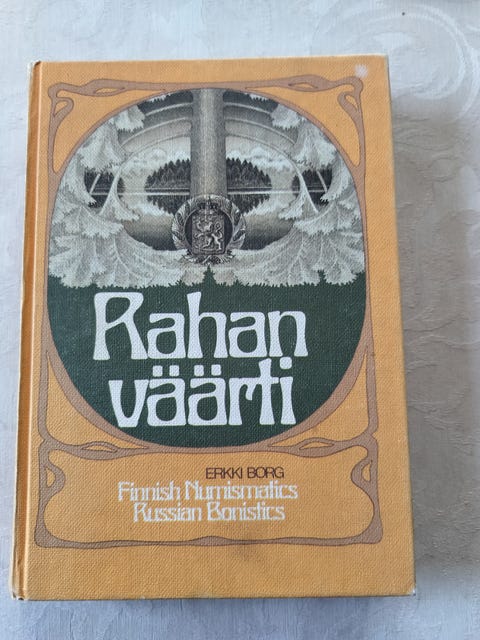 Rahan
väärti
ERKKI BORG
Finnish Numismatics
Russian Bonistics